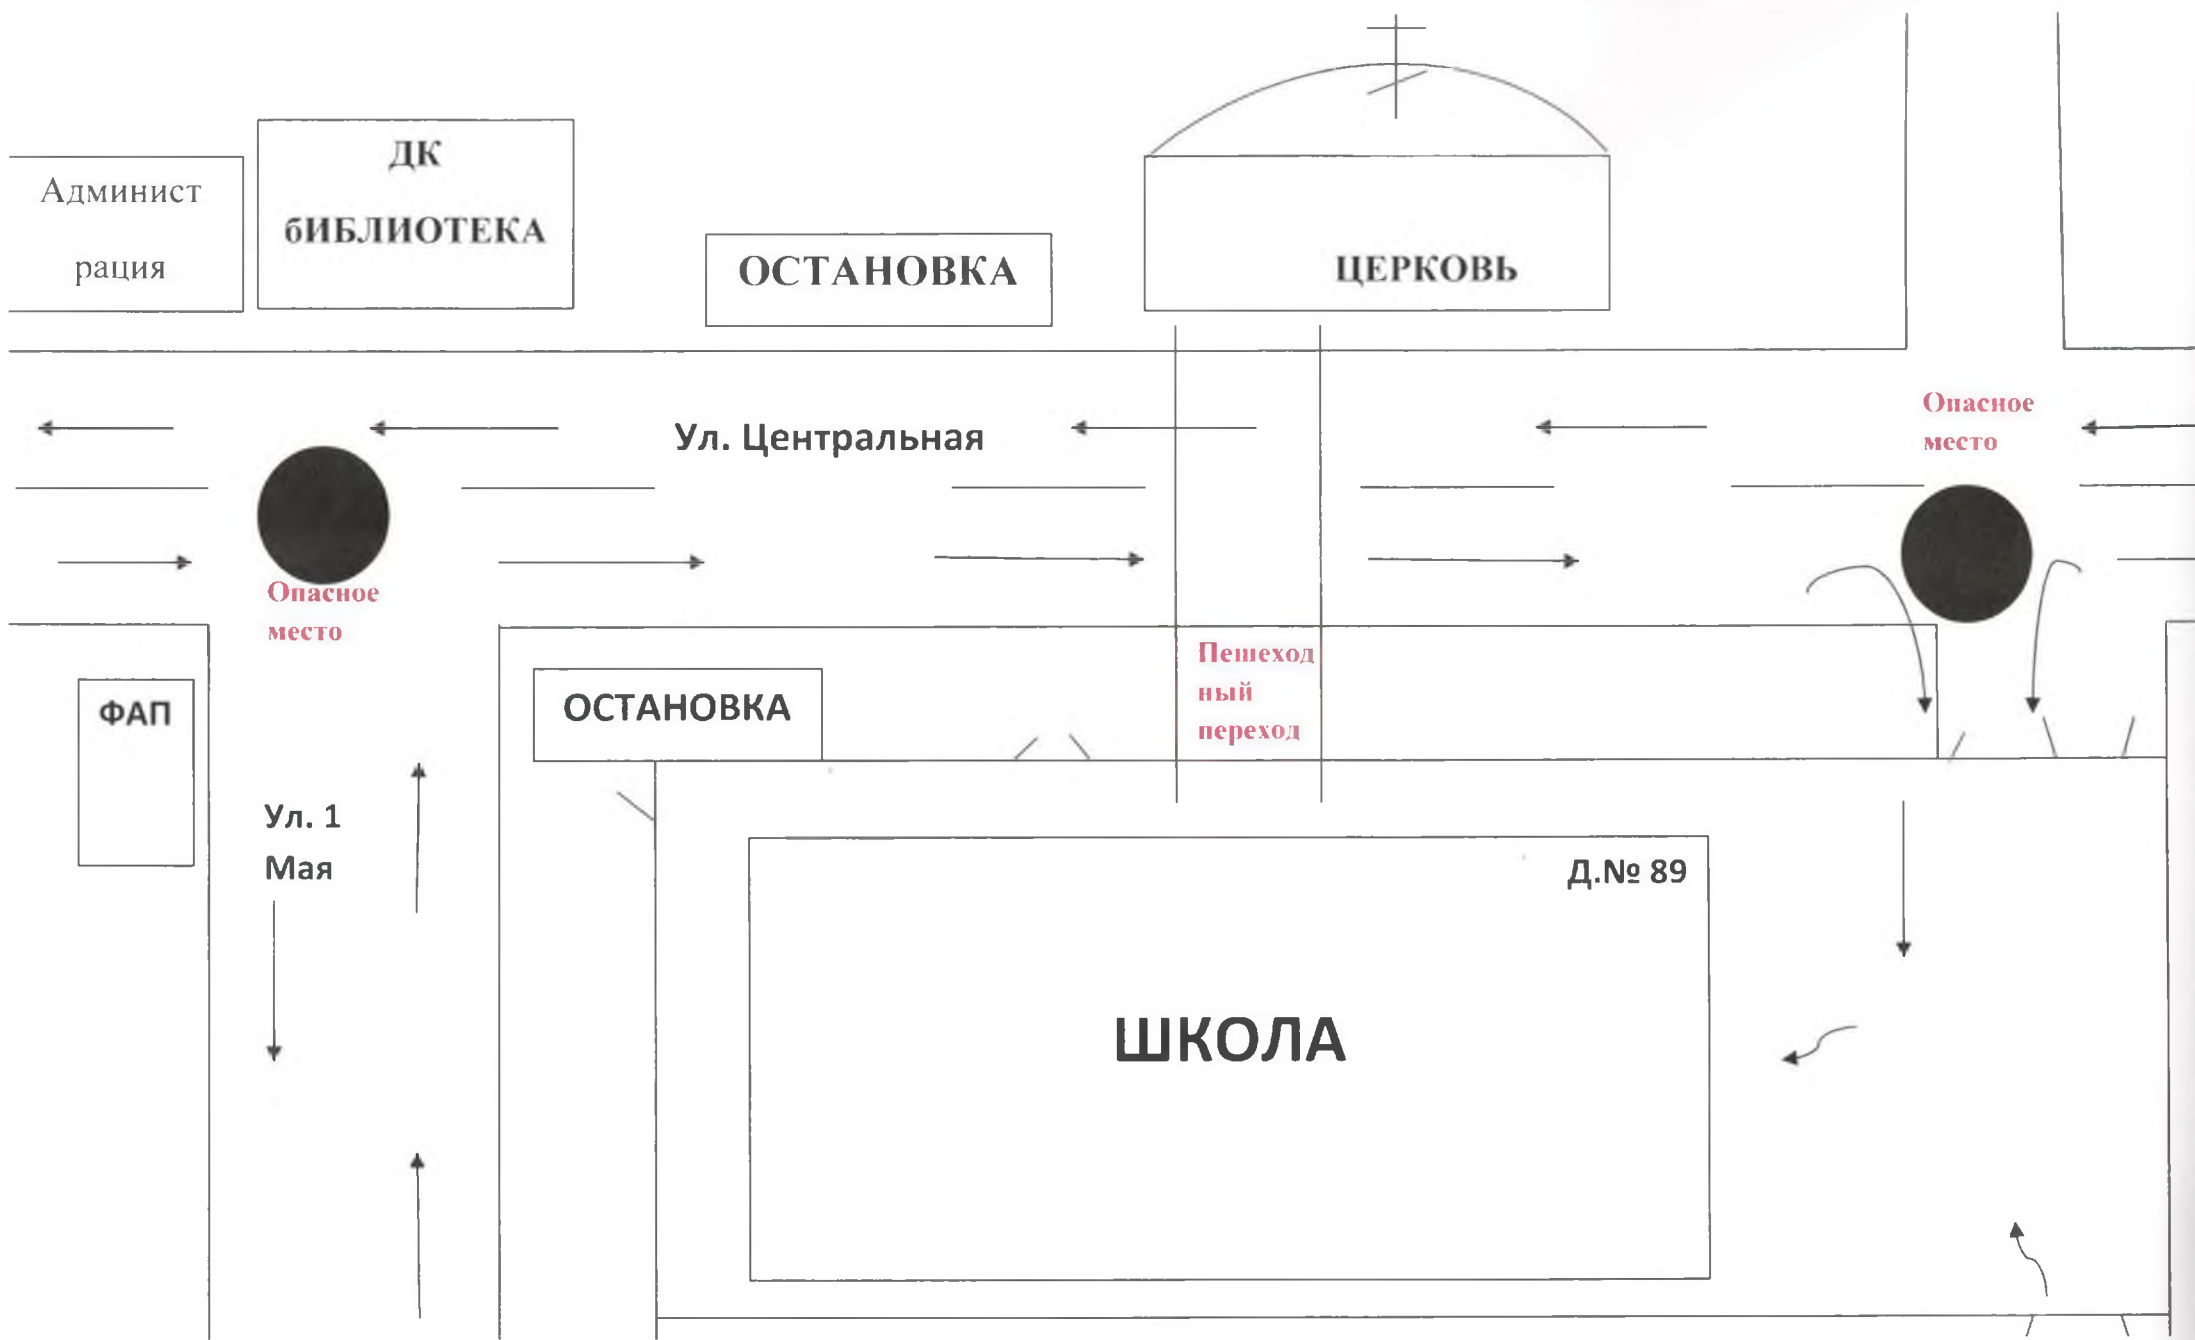 ДК
бИБЛИОТЕКА
Админист
рация
ОСТАНОВКА
ЦЕРКОВЬ
Ул. Центральная
Опасное
место
Опасное
место
Пешеход
ный
переход
ФАП
ОСТАНОВКА
Ул. 1
Мая
Д.№ 89
ШКОЛА